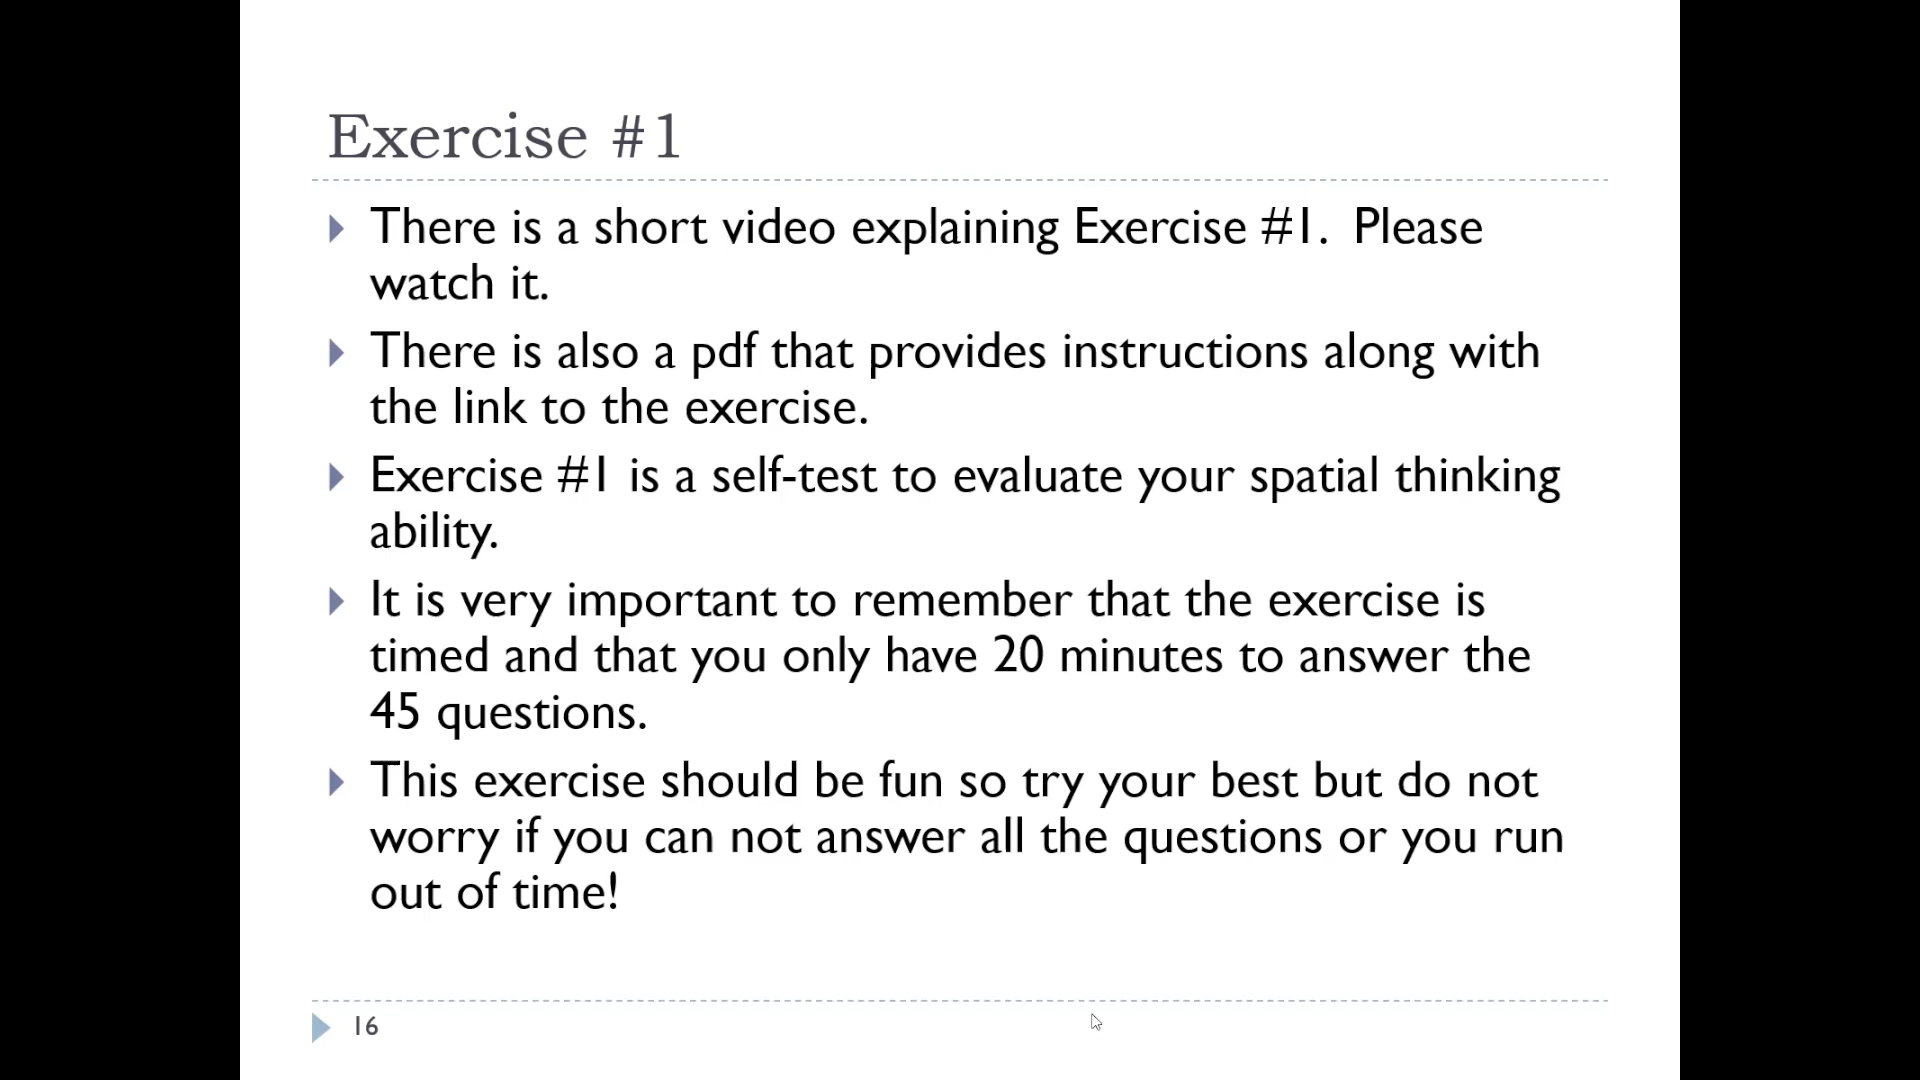 Exercise #1
There is a short video explaining Exercise #1.  Please
watch it.
There is also a pdf that provides instructions along with
the link to the exercise.
Exercise #1 is a self-test to evaluate your spatial thinking
ability.
It is very important to remember that the exercise is
timed and that you only have 20 minutes to answer the
45 questions.
This exercise should be fun so try your best but do not
worry if you can not answer all the questions or you run
out of time!
16